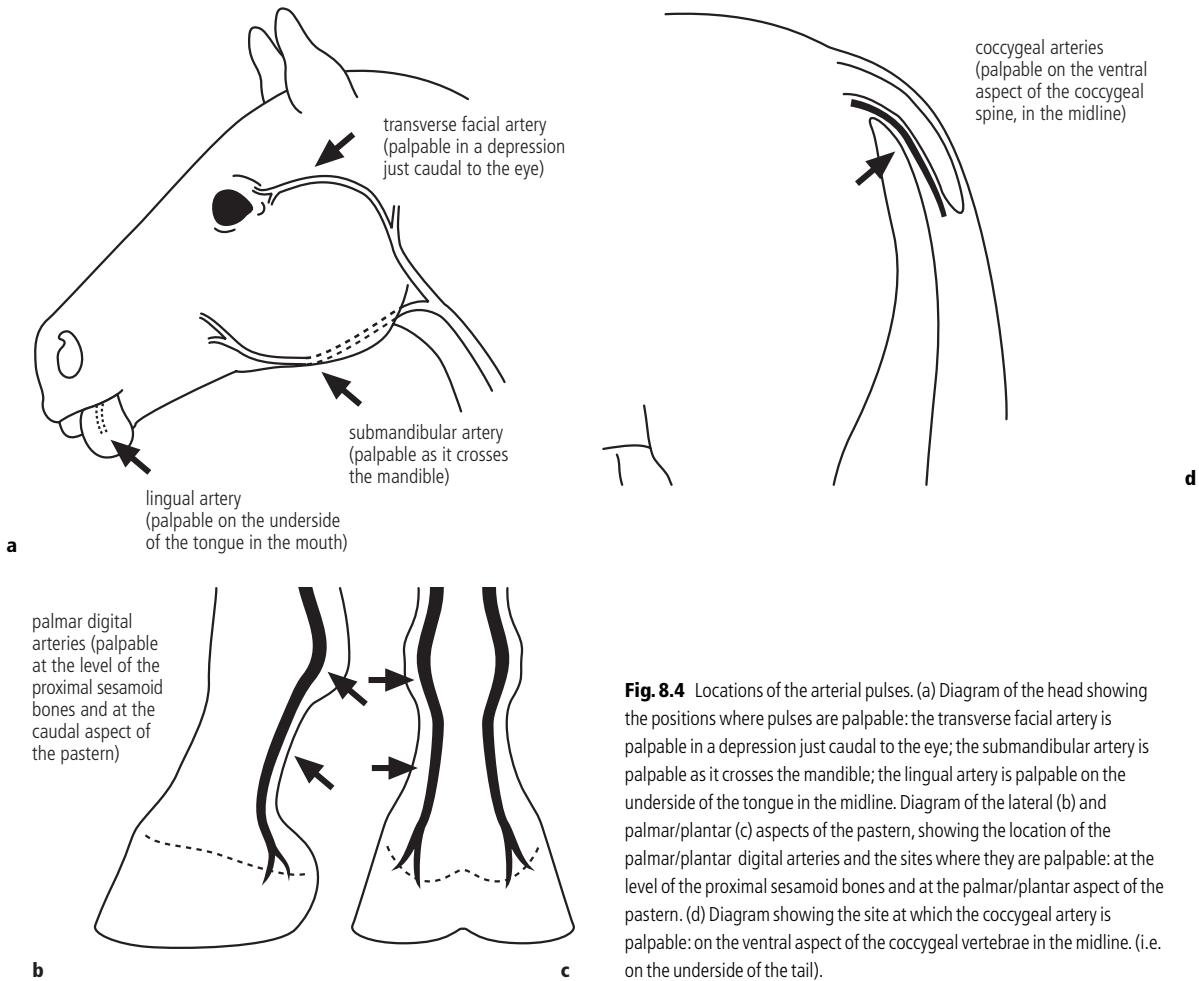 transverse facial artery
(palpable in a depression
just caudal to the eye)
submandibular artery
(palpable as it crosses
the mandible)
lingual artery
(palpable on the underside
of the tongue in the mouth)
a
coccygeal arteries
(palpable on the ventral
aspect of the coccygeal
spine, in the midline)
d
palmar digital
arteries (palpable
at the level of the
proximal sesamoid
bones and at the
caudal aspect of
the pastern)
b
c
Fig. 8.4 Locations of the arterial pulses. (a) Diagram of the head showing
the positions where pulses are palpable: the transverse facial artery is
palpable in a depression just caudal to the eye; the submandibular artery is
palpable as it crosses the mandible; the lingual artery is palpable on the
underside of the tongue in the midline. Diagram of the lateral (b) and
palmar/plantar (c) aspects of the pastern, showing the location of the
palmar/plantar digital arteries and the sites where they are palpable: at the
level of the proximal sesamoid bones and at the palmar/plantar aspect of the
pastern. (d) Diagram showing the site at which the coccygeal artery is
palpable: on the ventral aspect of the coccygeal vertebrae in the midline. (i.e.
on the underside of the tail).